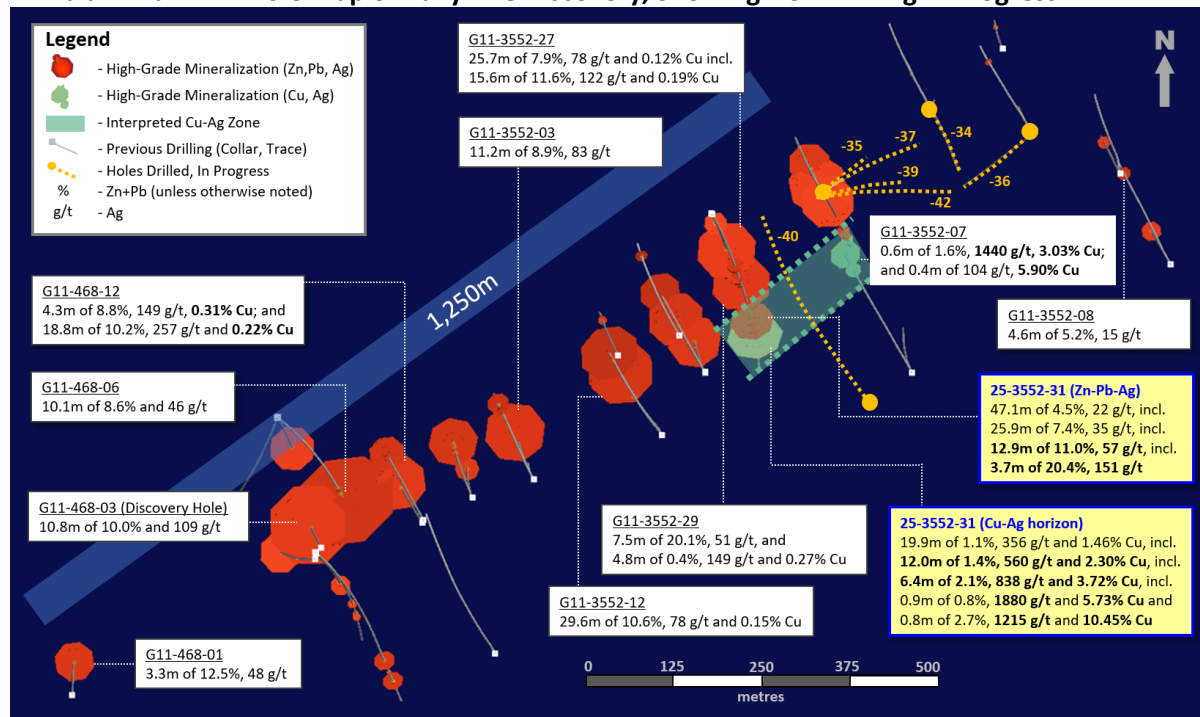 Legend
- High-Grade Mineralization (Zn,Pb, Ag)
- High-Grade Mineralization (Cu, Ag)
- Interpreted Cu-Ag Zone
- Previous Drilling (Collar, Trace)
- Holes Drilled, In Progress
% - Zn+Pb (unless otherwise noted)
g/t - Ag
G11-3552-27
25.7m of 7.9%, 78 g/t and 0.12% Cu incl.
15.6m of 11.6%, 122 g/t and 0.19% Cu
G11-3552-03
11.2m of 8.9%, 83 g/t
N
-35
-37
-34
-39
-36
-42
-40
G11-3552-07
0.6m of 1.6%, 1440 g/t, 3.03% Cu;
and 0.4m of 104 g/t, 5.90% Cu
G11-3552-08
4.6m of 5.2%, 15 g/t
1,250m
G11-468-12
4.3m of 8.8%, 149 g/t, 0.31% Cu; and
18.8m of 10.2%, 257 g/t and 0.22% Cu
G11-468-06
10.1m of 8.6% and 46 g/t
G11-468-03 (Discovery Hole)
10.8m of 10.0% and 109 g/t
G11-468-01
3.3m of 12.5%, 48 g/t
25-3552-31 (Zn-Pb-Ag)
47.1m of 4.5%, 22 g/t, incl.
25.9m of 7.4%, 35 g/t, incl.
12.9m of 11.0%, 57 g/t, incl.
3.7m of 20.4%, 151 g/t
G11-3552-29
7.5m of 20.1%, 51 g/t, and
4.8m of 0.4%, 149 g/t and 0.27% Cu
25-3552-31 (Cu-Ag horizon)
19.9m of 1.1%, 356 g/t and 1.46% Cu, incl.
12.0m of 1.4%, 560 g/t and 2.30% Cu, incl.
6.4m of 2.1%, 838 g/t and 3.72% Cu, incl.
0.9m of 0.8%, 1880 g/t and 5.73% Cu and
0.8m of 2.7%, 1215 g/t and 10.45% Cu
G11-3552-12
29.6m of 10.6%, 78 g/t and 0.15% Cu
0 125 250 375 500
metres